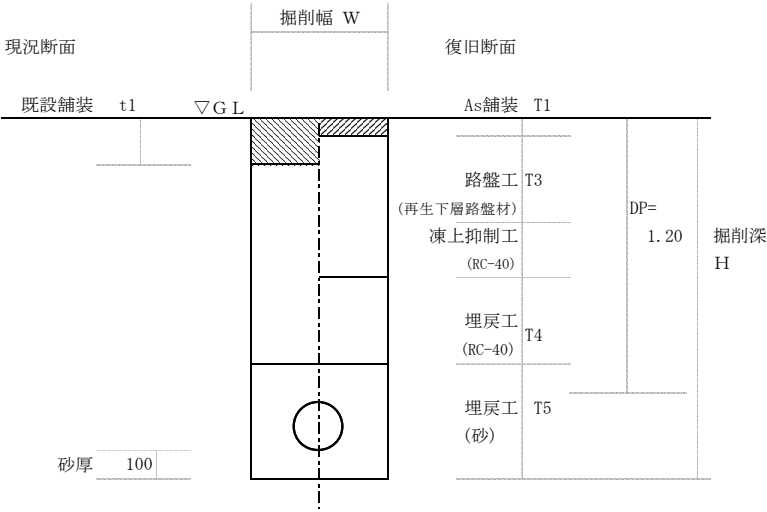 掘削幅 W
現況断面
復旧断面
既設舗装 t1
▽GL
As舗装 T1
路盤工 T3
(再生下層路盤材)
DP=
凍上抑制工
1.20
掘削深
(RC-40)
H
埋戻工
T4
(RC-40)
埋戻工 T5
(砂)
砂厚 100